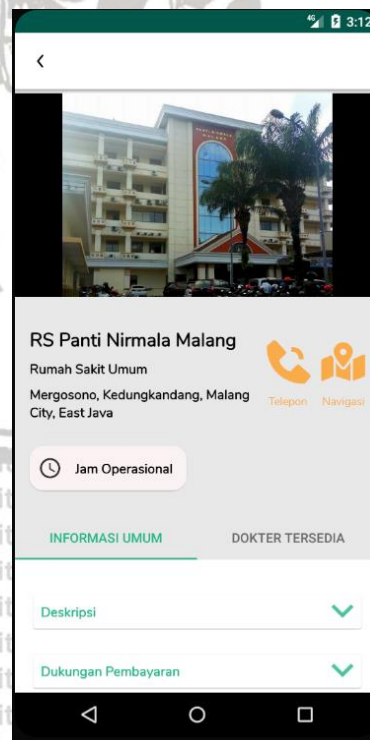 3:12
RS Panti Nirmala Malang
Rumah Sakit Umum
Mergosono, Kedungkandang, Malang
City, East Java
Telepon
Navigasi
Jam Operasional
INFORMASI UMUM
DOKTER TERSEDIA
Deskripsi
Dukungan Pembayaran